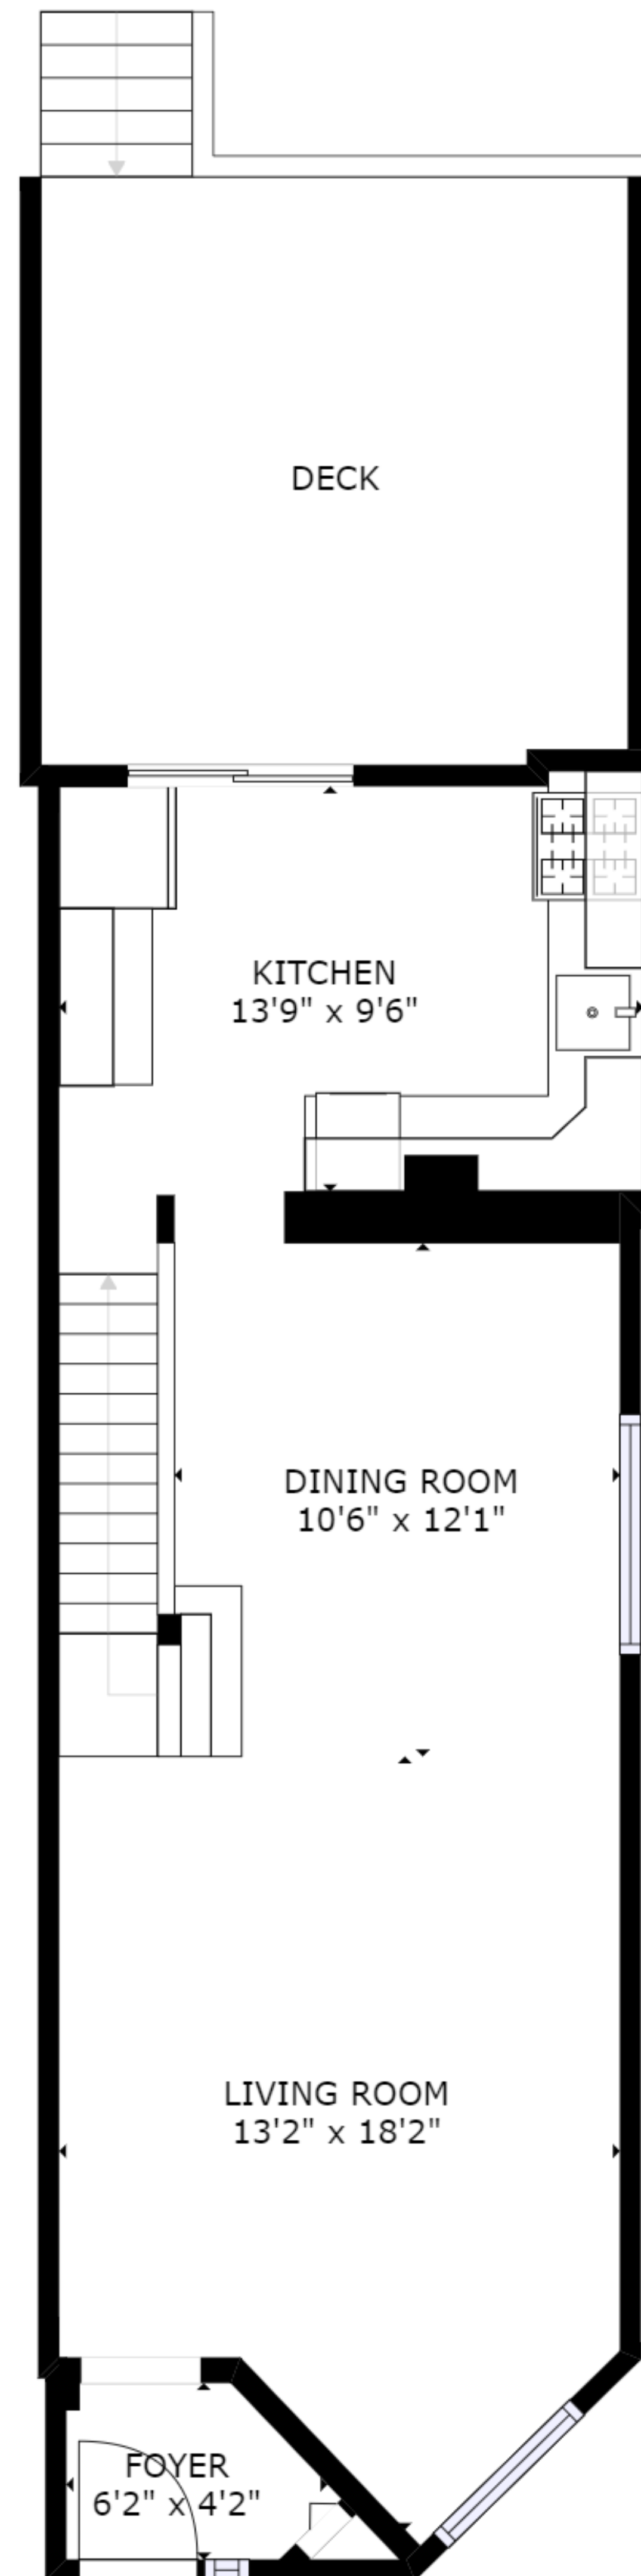 DECK
KITCHEN
13'9" x 9'6"
DINING ROOM
10'6" x 12'1"
LIVING ROOM
13'2" x 18'2"
FOYER
6'2" x 4'2"